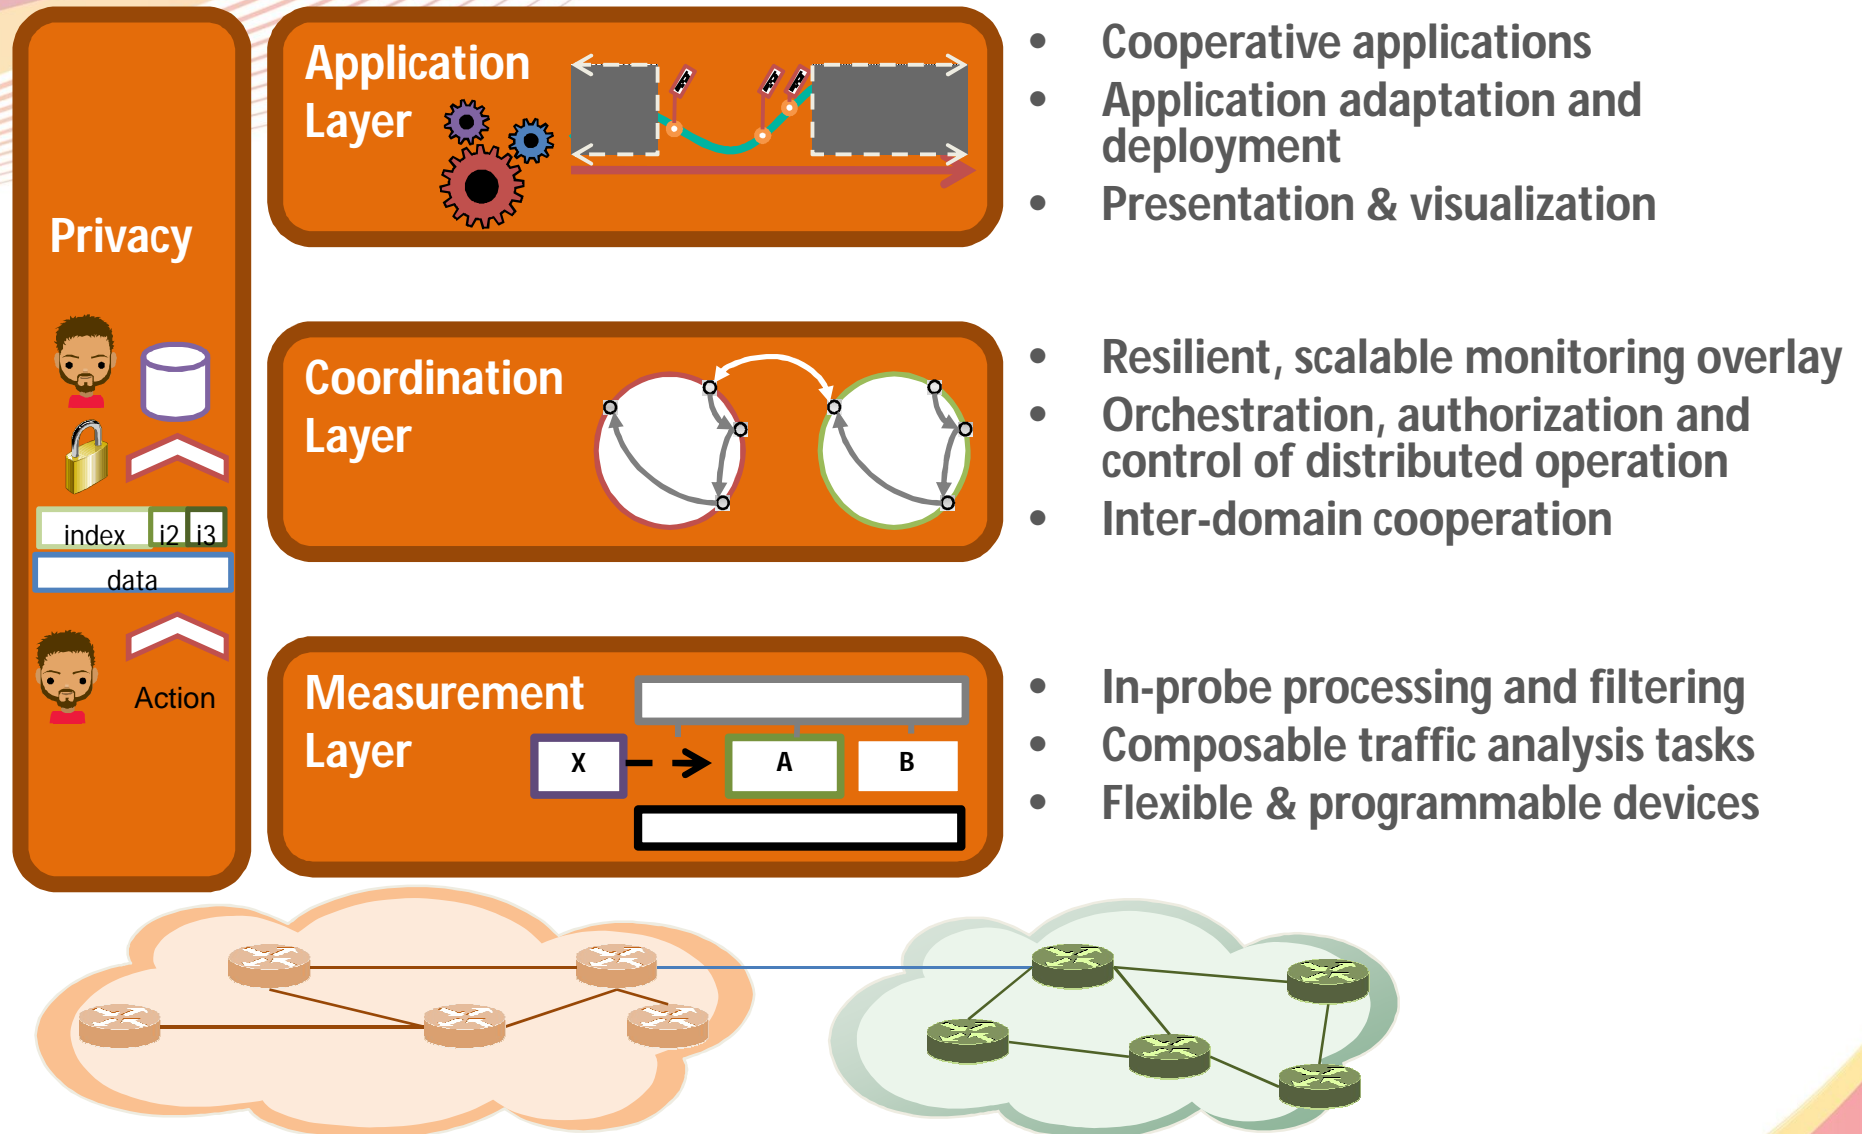 Privacy
index i2 i3
data
Action
Application
Layer
• Cooperative applications
• Application adaptation and
deployment
• Presentation & visualization
Coordination
Layer
• Resilient, scalable monitoring overlay
• Orchestration, authorization and
control of distributed operation
• Inter-domain cooperation
Measurement
Layer
X A B
• In-probe processing and filtering
• Composable traffic analysis tasks
• Flexible & programmable devices